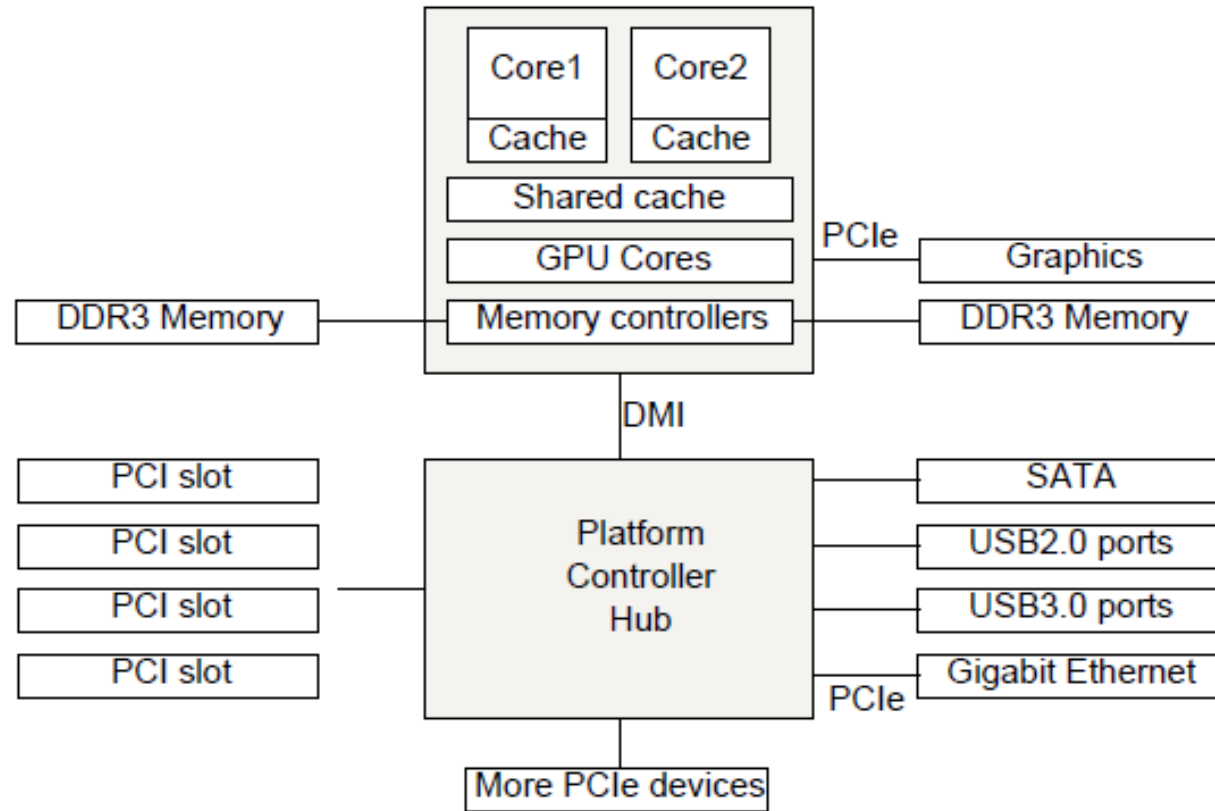 Core1
Core2
Cache
Cache
Shared cache
GPU Cores
PCIe
Graphics
DDR3 Memory
Memory controllers
DDR3 Memory
DMI
PCI slot
PCI slot
PCI slot
PCI slot
Platform
Controller
Hub
SATA
USB2.0 ports
USB3.0 ports
Gigabit Ethernet
PCIe
More PCIe devices